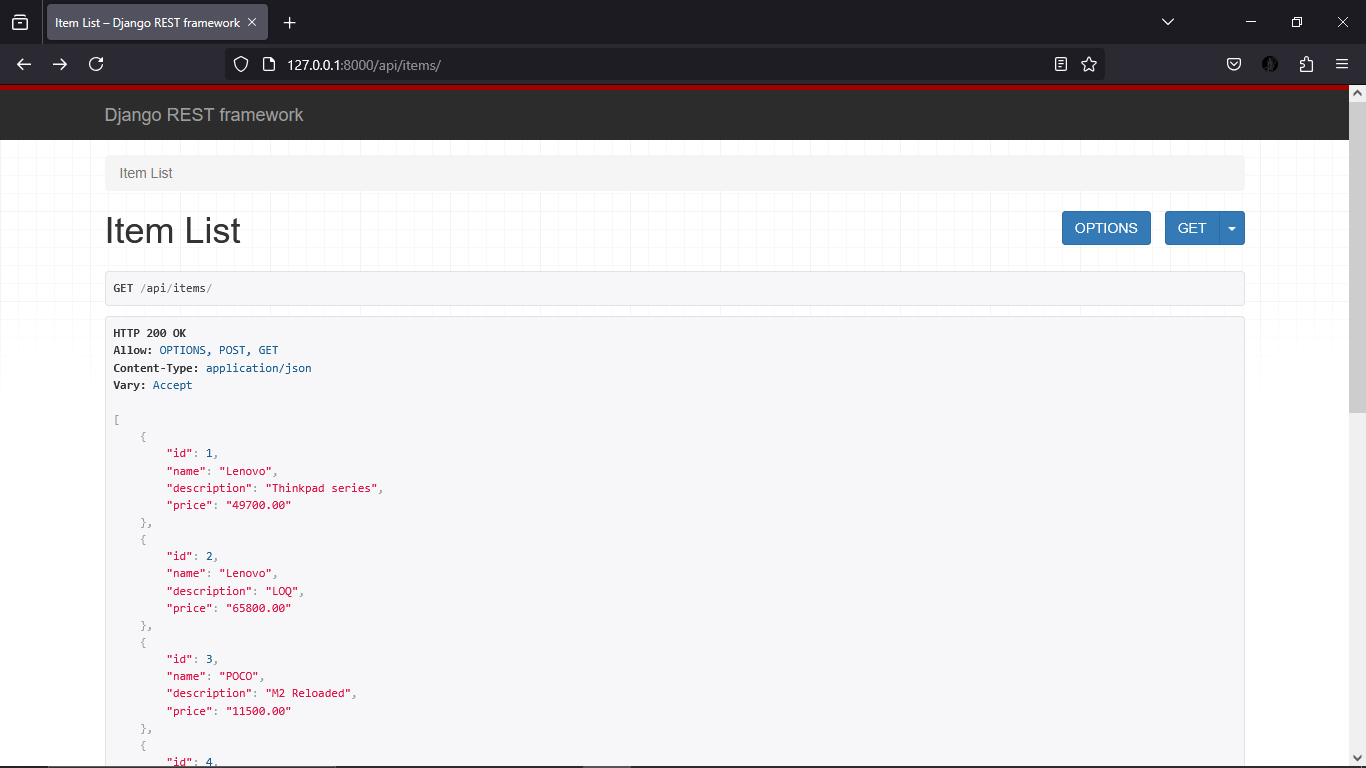 Item List – Django REST framework
127.0.0.1:8000/api/items/
Django REST framework
Item List
Item List
OPTIONS
GET
GET /api/items/
HTTP 200 OK
Allow: OPTIONS, POST, GET
Content-Type: application/json
Vary: Accept
[
{
"id": 1,
"name": "Lenovo",
"description": "Thinkpad series",
"price": "49700.00"
},
{
"id": 2,
"name": "Lenovo",
"description": "LOQ",
"price": "65800.00"
},
{
"id": 3,
"name": "POCO",
"description": "M2 Reloaded",
"price": "11500.00"
},
{
"id": 4,